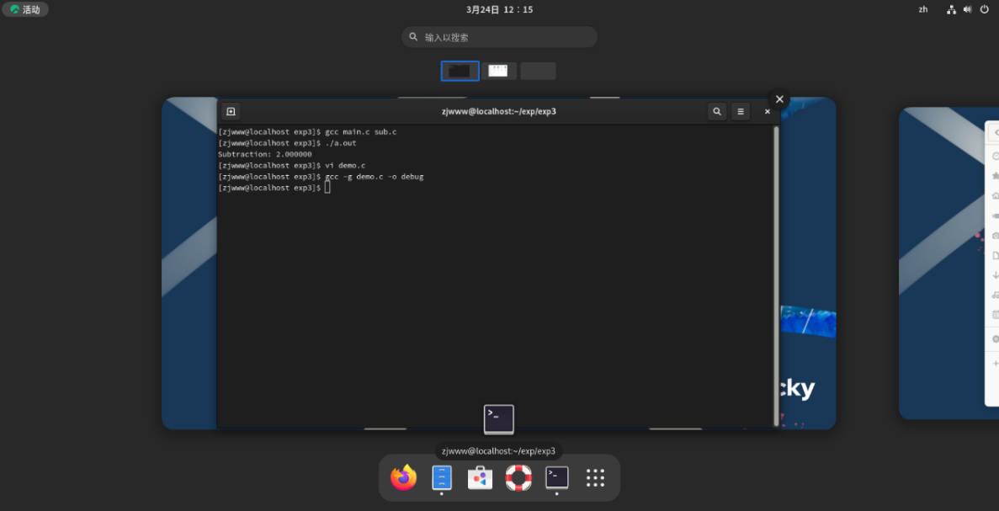 活动
3月24日 12：15
zh
输入以搜索
zjwww@localhost:~/exp/exp3
[zjwww@localhost exp3]$ gcc main.c sub.c
[zjwww@localhost exp3]$ ./a.out
Subtraction: 2.000000
[zjwww@localhost exp3]$ vi demo.c
[zjwww@localhost exp3]$ gcc -g demo.c -o debug
[zjwww@localhost exp3]$
cky
>_
zjwww@localhost:~/exp/exp3
>_